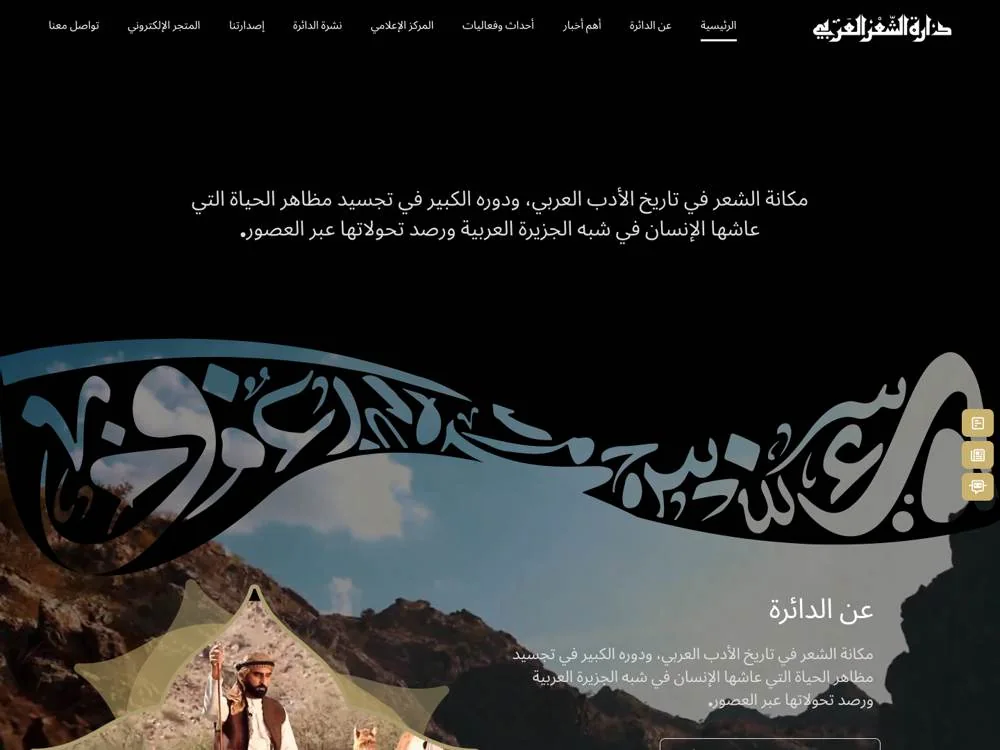 دارة الشعر العربي
الرئيسية
عن الدائرة
أهم أخبار
أحداث وفعاليات
المركز الإعلامي
نشرة الدائرة
إصدارتنا
المتجر الإلكتروني
تواصل معنا
مكانة الشعر في تاريخ الأدب العربي، ودوره الكبير في تجسيد مظاهر الحياة التي
عاشها الإنسان في شبه الجزيرة العربية ورصد تحولاتها عبر العصور.
عن الدائرة
مكانة الشعر في تاريخ الأدب العربي، ودوره الكبير في تجسيد
مظاهر الحياة التي عاشها الإنسان في شبه الجزيرة العربية
ورصد تحولاتها عبر العصور.